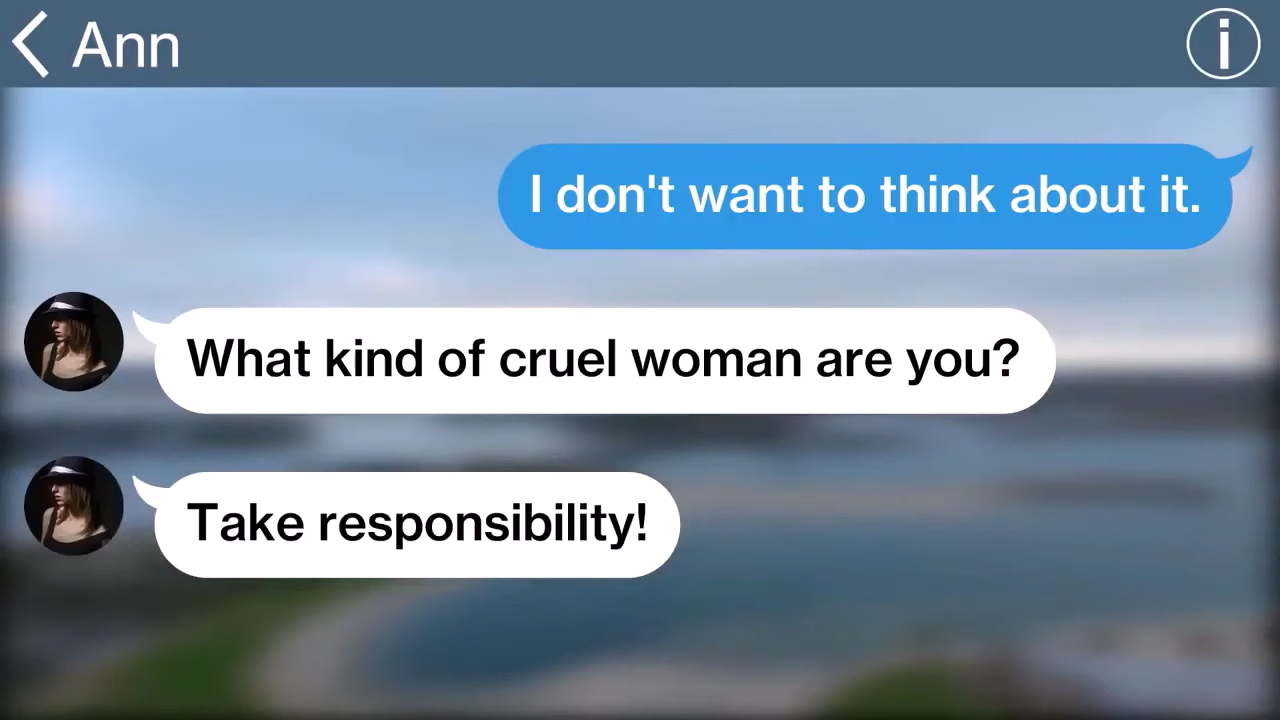 Ann
I don't want to think about it.
What kind of cruel woman are you?
Take responsibility!